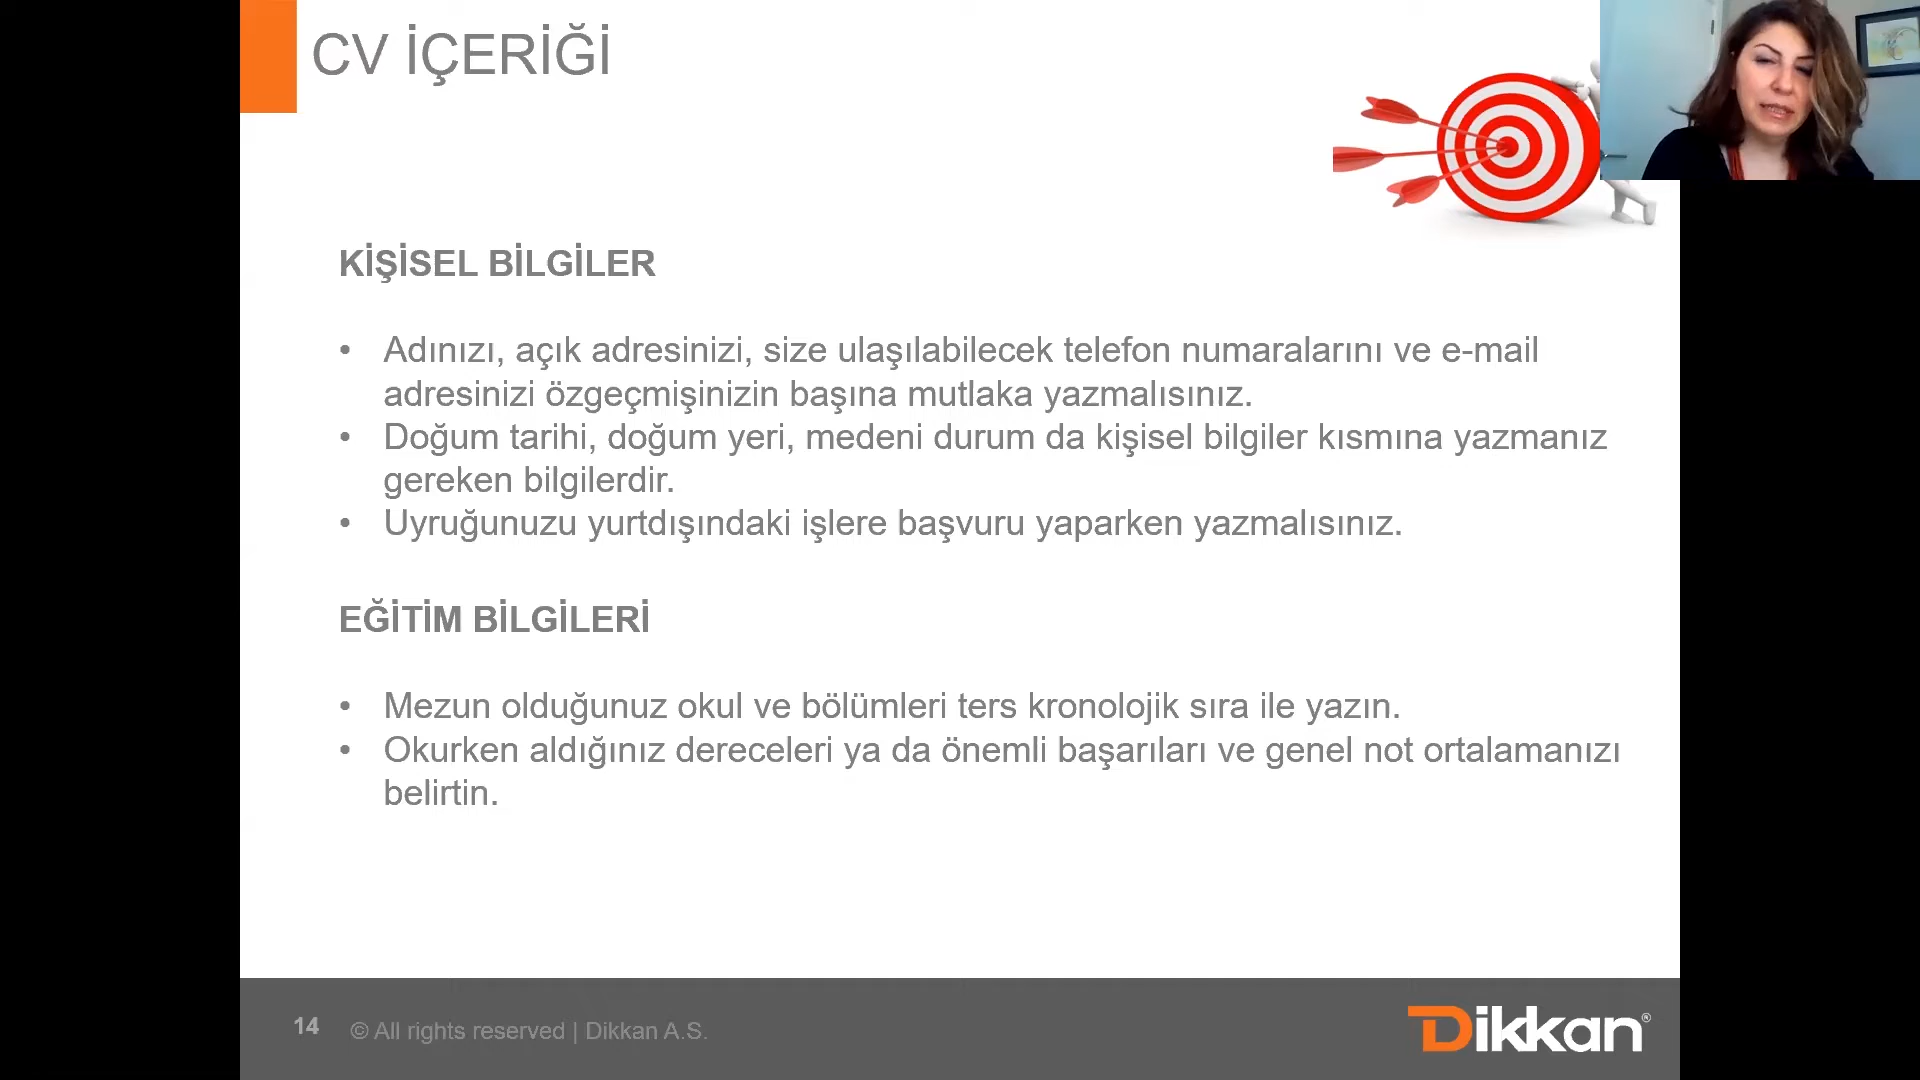 CV İÇERİĞİ
KİŞİSEL BİLGİLER
• Adınızı, açık adresinizi, size ulaşılabilecek telefon numaralarını ve e-mail
adresinizi özgeçmişinizin başına mutlaka yazmalısınız.
• Doğum tarihi, doğum yeri, medeni durum da kişisel bilgiler kısmına yazmanız
gereken bilgilerdir.
• Uyruğunuzu yurtdışındaki işlere başvuru yaparken yazmalısınız.
EĞİTİM BİLGİLERİ
• Mezun olduğunuz okul ve bölümleri ters kronolojik sıra ile yazın.
• Okurken aldığınız dereceleri ya da önemli başarıları ve genel not ortalamanızı
belirtin.
14 © All rights reserved | Dikkan A.S.
Dikkan®